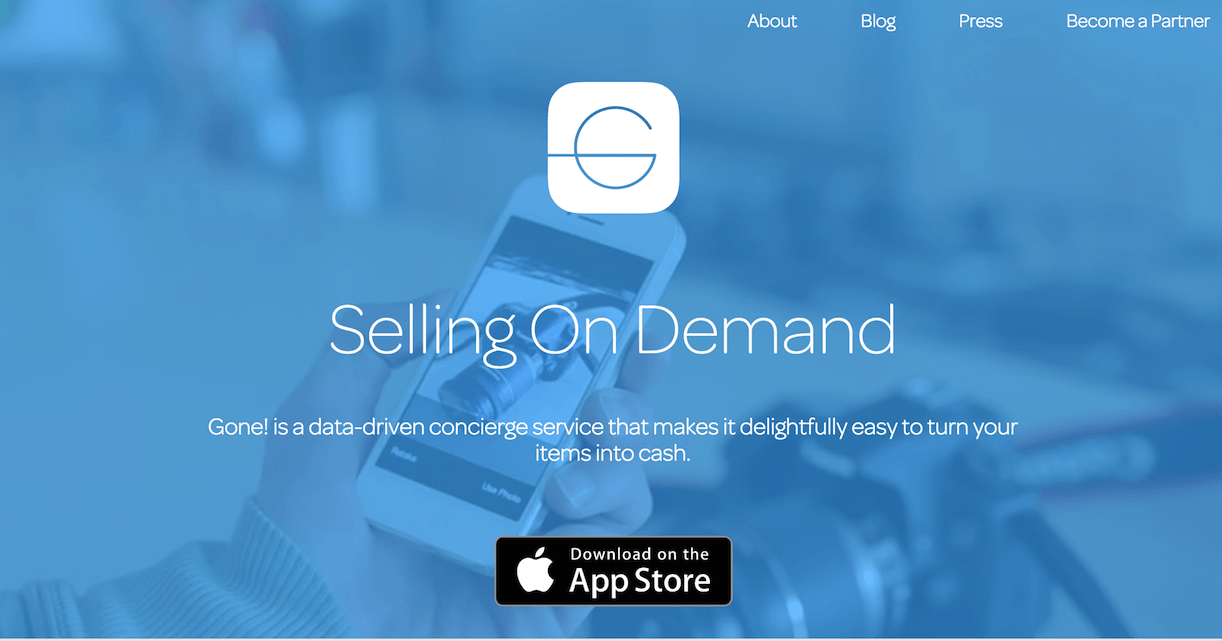 About Blog Press Become a Partner
Selling On Demand
Gone! is a data-driven concierge service that makes it delightfully easy to turn your
items into cash.
Retake
Use Photo
Download on the
App Store